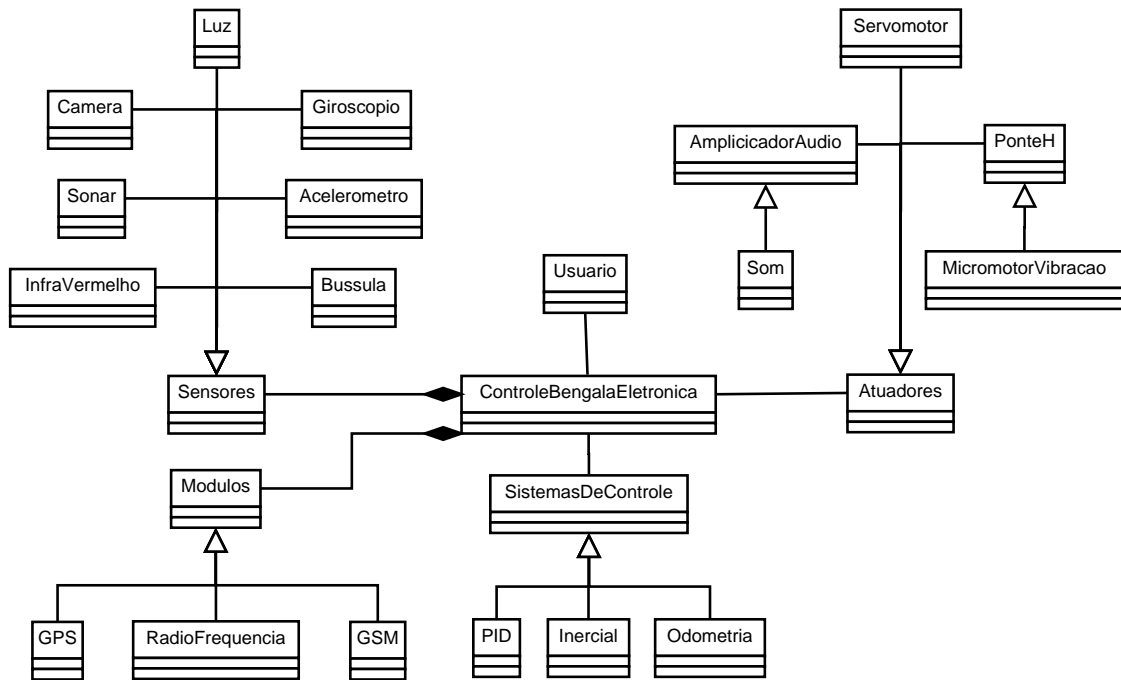 Luz
Servomotor
Camera
Giroscopio
AmplicicadorAudio
PonteH
Sonar
Acelerometro
InfraVermelho
Bussula
Usuario
Som
MicromotorVibracao
Sensores
ControleBengalaEletronica
Atuadores
Modulos
SistemasDeControle
GPS
RadioFrequencia
GSM
PID
Inercial
Odometria